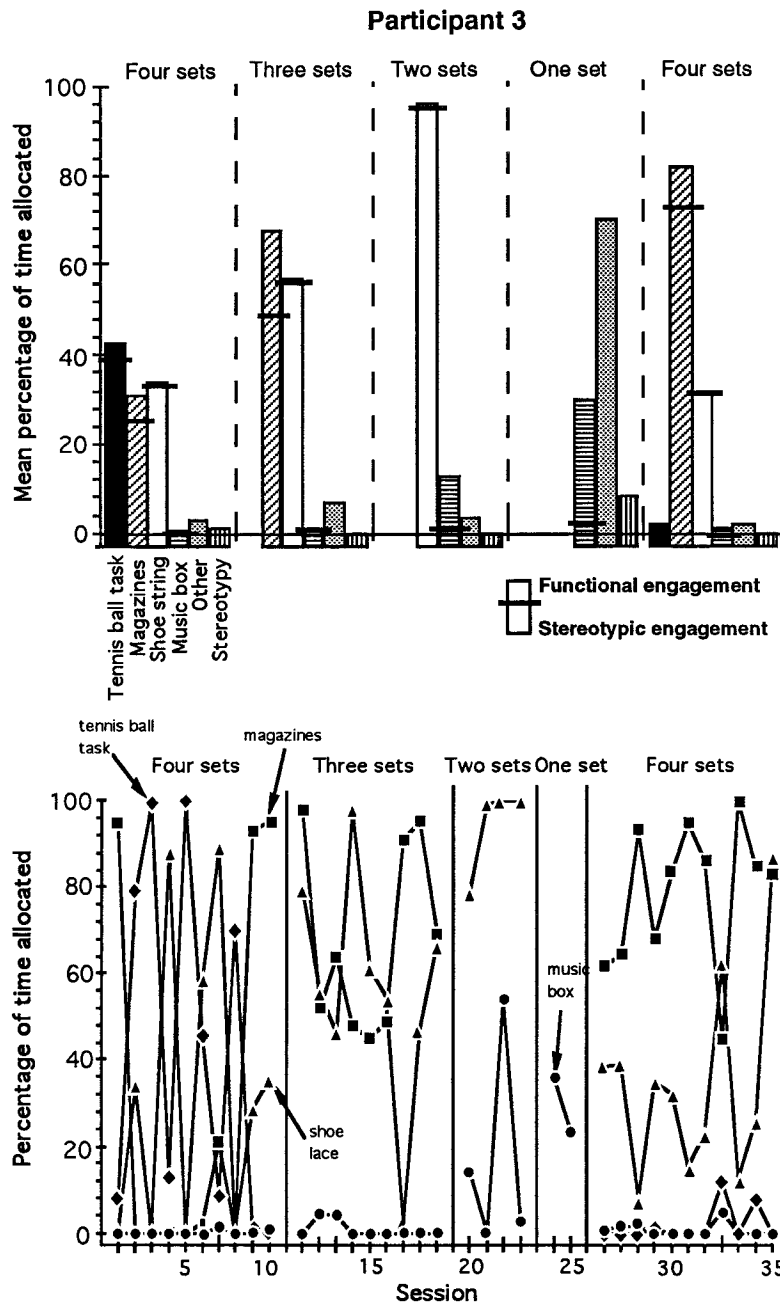 Participant 3
Four sets
Three sets
Two sets
One set
Four sets
100
80
60
40
20
0
Mean percentage of time allocated
Tennis ball task
Magazines
Shoe string
Music box
Other
Stereotypy
Functional engagement
Stereotypic engagement
tennis ball
task
magazines
Four sets
Three sets
Two sets
One set
Four sets
100
80
60
40
20
0
Percentage of time allocated
music
box
shoe
lace
5
10
15
20
25
30
35
Session